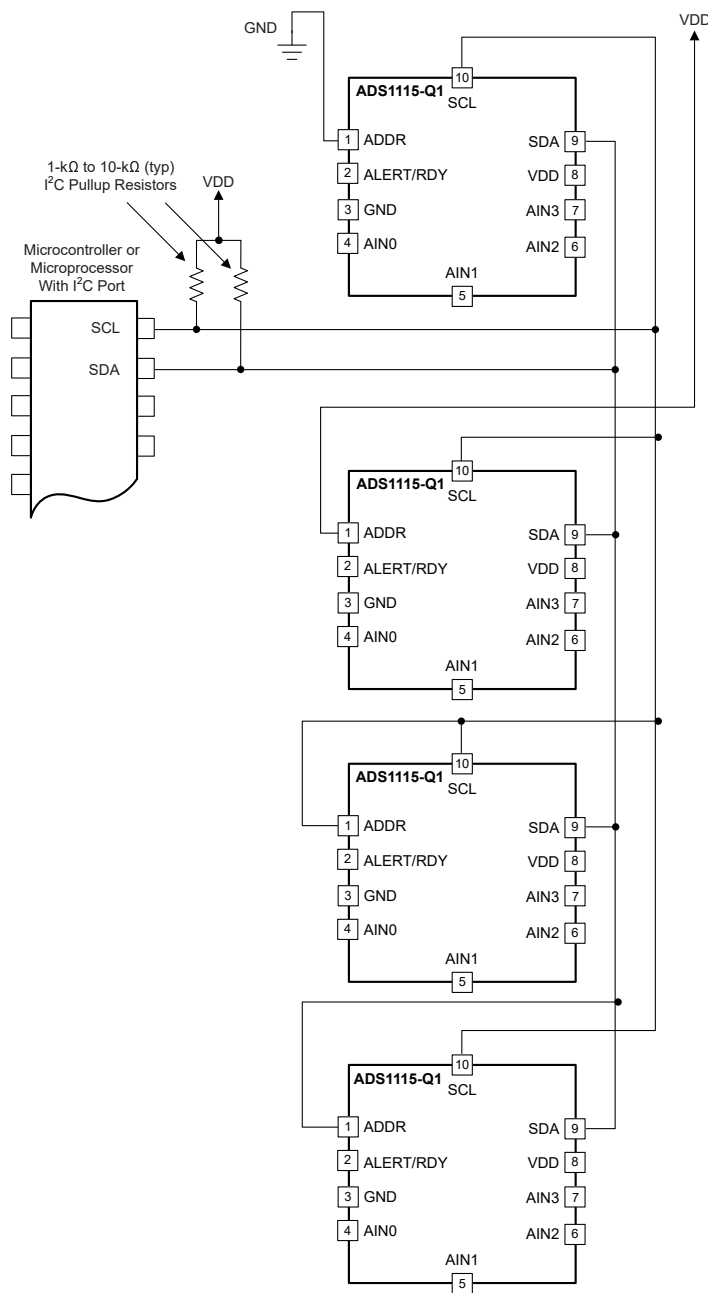 GND
VDD
10
ADS1115-Q1
SCL
1 ADDR
SDA 9
2 ALERT/RDY
VDD 8
3 GND
AIN3 7
4 AIN0
AIN2 6
AIN1
5
1-kΩ to 10-kΩ (typ)
I²C Pullup Resistors
VDD
Microcontroller or
Microprocessor
With I²C Port
SCL
SDA
10
ADS1115-Q1
SCL
1 ADDR
SDA 9
2 ALERT/RDY
VDD 8
3 GND
AIN3 7
4 AIN0
AIN2 6
AIN1
5
10
ADS1115-Q1
SCL
1 ADDR
SDA 9
2 ALERT/RDY
VDD 8
3 GND
AIN3 7
4 AIN0
AIN2 6
AIN1
5
10
ADS1115-Q1
SCL
1 ADDR
SDA 9
2 ALERT/RDY
VDD 8
3 GND
AIN3 7
4 AIN0
AIN2 6
AIN1
5